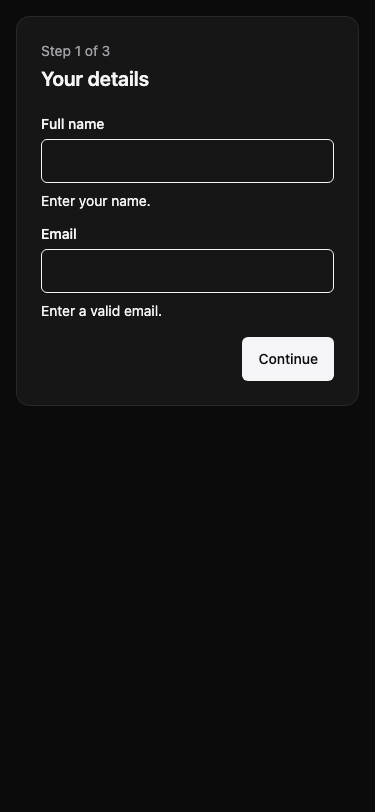 Step 1 of 3
Your details
Full name
Enter your name.
Email
Enter a valid email.
Continue